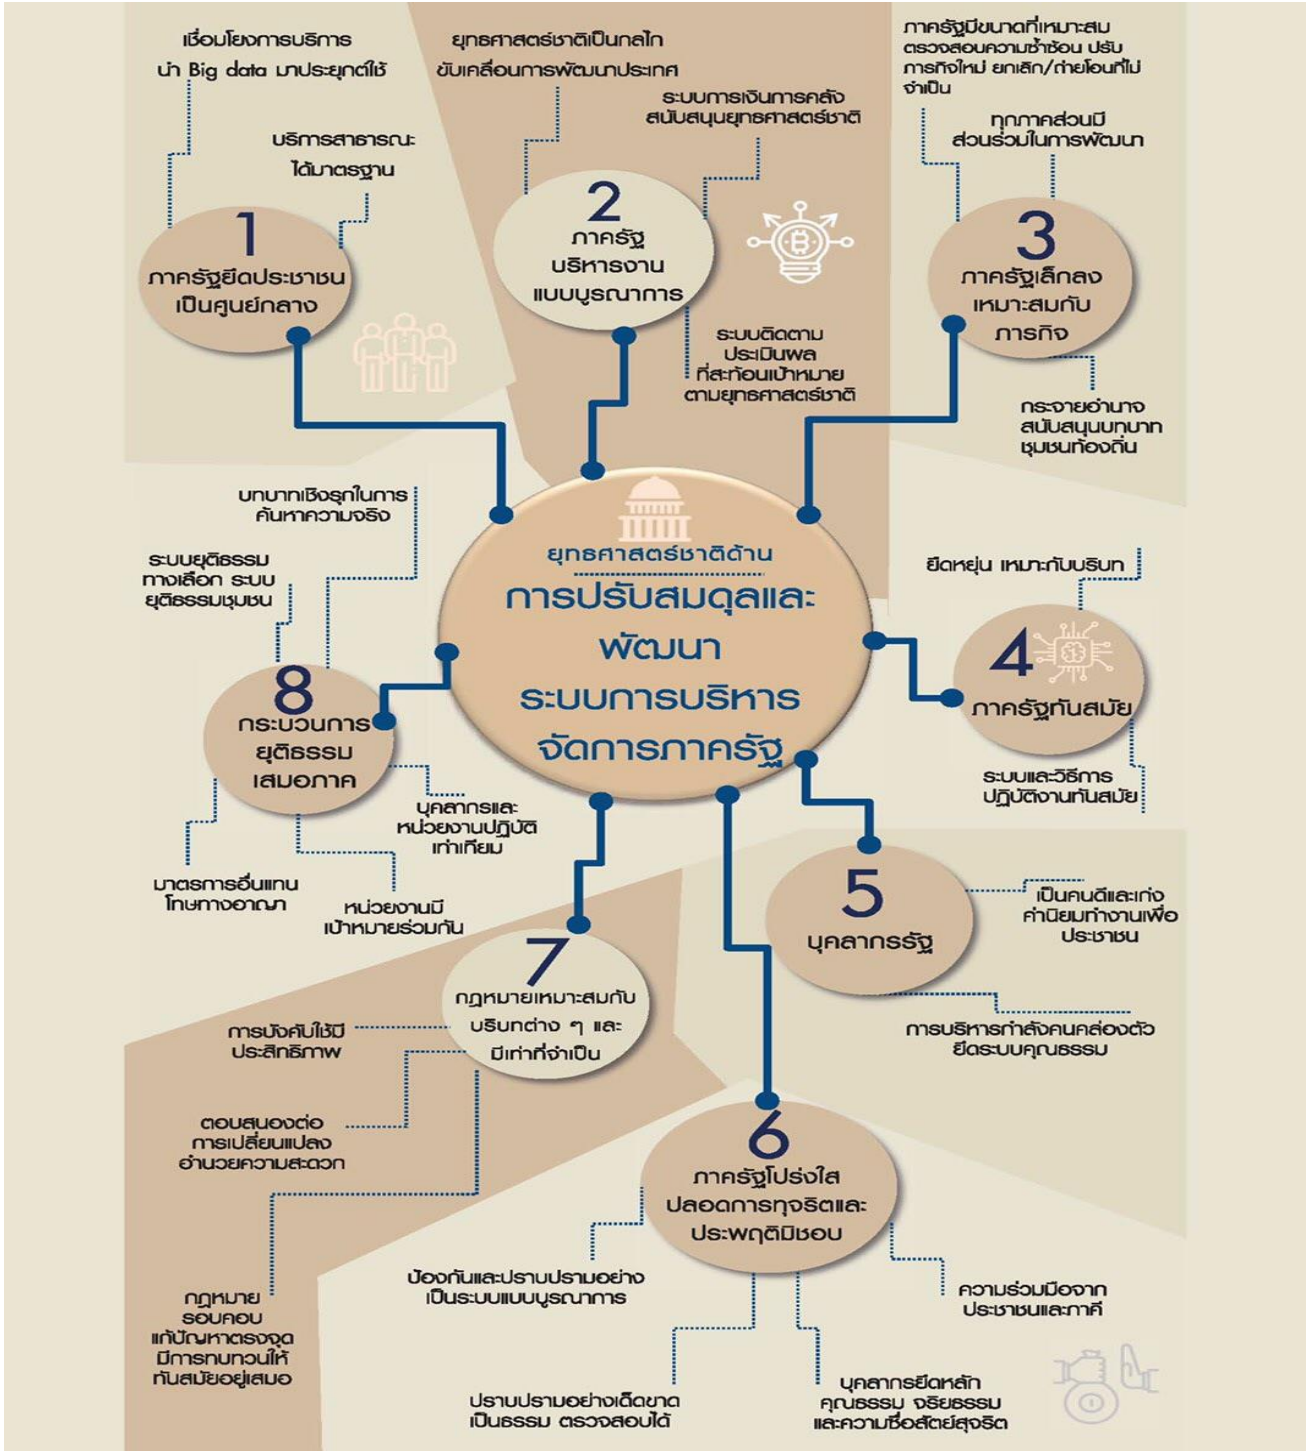 เชื่อมโยงการบริการ
นำ Big data มาประยุกต์ใช้
บริการสาธารณะ
ได้มาตรฐาน
1
ภาครัฐยึดประชาชน
เป็นศูนย์กลาง
ยุทธศาสตร์ชาติเป็นกลไก
ขับเคลื่อนการพัฒนาประเทศ
ระบบการเงินการคลัง
สนับสนุนยุทธศาสตร์ชาติ
2
ภาครัฐ
บริหารงาน
แบบบูรณาการ
ระบบติดตาม
ประเมินผล
ที่สะท้อนเป้าหมาย
ตามยุทธศาสตร์ชาติ
ภาครัฐมีขนาดที่เหมาะสม
ตรวจสอบความซ้ำซ้อน ปรับ
ภารกิจใหม่ ยกเลิก/ถ่ายโอนที่ไม่
จำเป็น
ทุกภาคส่วนมี
ส่วนร่วมในการพัฒนา
3
ภาครัฐเล็กลง
เหมาะสมกับ
ภารกิจ
กระจายอำนาจ
สนับสนุนบทบาท
ชุมชนท้องถิ่น
ยุทธศาสตร์ชาติด้าน
การปรับสมดุลและ
พัฒนา
ระบบการบริหาร
จัดการภาครัฐ
ยืดหยุ่น เหมาะกับบริบท
4
ภาครัฐทันสมัย
ระบบและวิธีการ
ปฏิบัติงานทันสมัย
5
บุคลากรรัฐ
เป็นคนดีและเก่ง
ค่านิยมทำงานเพื่อ
ประชาชน
การบริหารกำลังคนคล่องตัว
ยึดระบบคุณธรรม
6
ภาครัฐโปร่งใส
ปลอดการทุจริตและ
ประพฤติมิชอบ
ป้องกันและปราบปรามอย่าง
เป็นระบบแบบบูรณาการ
ปราบปรามอย่างเด็ดขาด
เป็นธรรม ตรวจสอบได้
บุคลากรยึดหลัก
คุณธรรม จริยธรรม
และความซื่อสัตย์สุจริต
ความร่วมมือจาก
ประชาชนและภาคี
7
กฎหมายเหมาะสมกับ
บริบทต่าง ๆ และ
มีเท่าที่จำเป็น
การบังคับใช้มี
ประสิทธิภาพ
ตอบสนองต่อ
การเปลี่ยนแปลง
อำนวยความสะดวก
กฎหมาย
รอบคอบ
แก้ปัญหาตรงจุด
มีการทบทวนให้
ทันสมัยอยู่เสมอ
บทบาทเชิงรุกในการ
ค้นหาความจริง
ระบบยุติธรรม
ทางเลือก ระบบ
ยุติธรรมชุมชน
8
กระบวนการ
ยุติธรรม
เสมอภาค
บุคลากรและ
หน่วยงานปฏิบัติ
เท่าเทียม
มาตรการอื่นแทน
โทษทางอาญา
หน่วยงานมี
เป้าหมายร่วมกัน